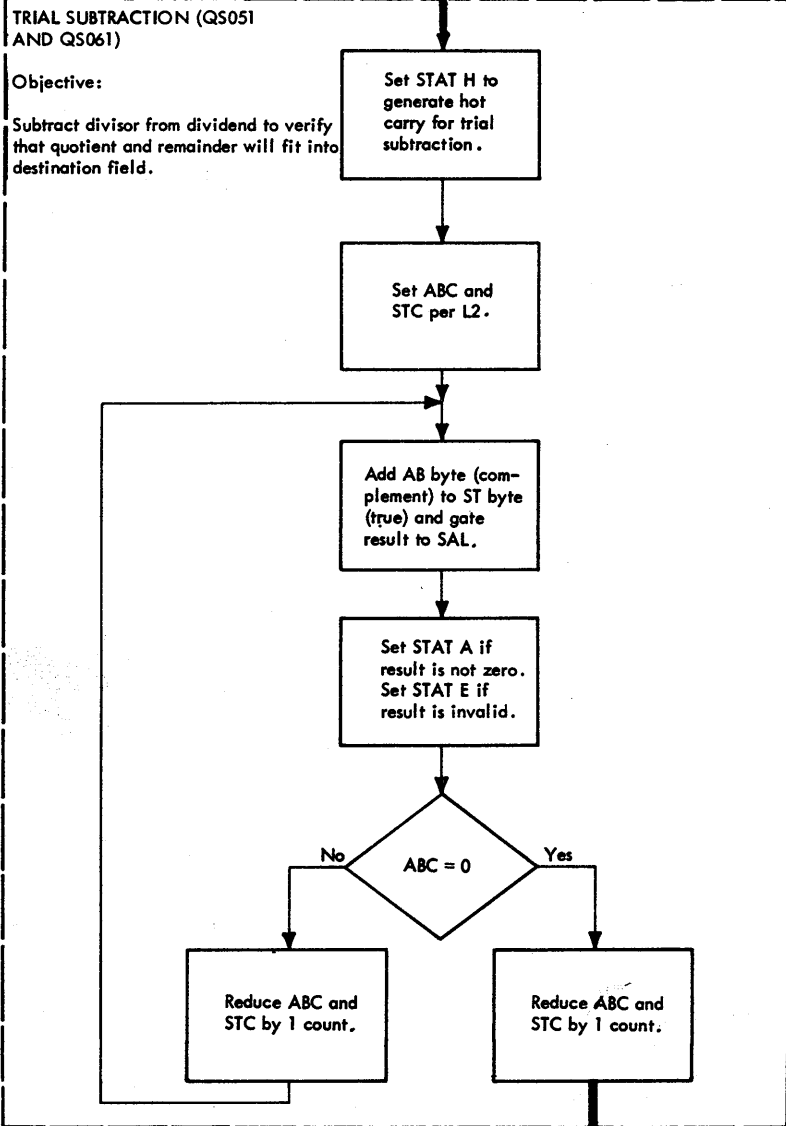 TRIAL SUBTRACTION (QS051
AND QS061)
Objective:
Subtract divisor from dividend to verify
that quotient and remainder will fit into
destination field.
Set STAT H to
generate hot
carry for trial
subtraction.
Set ABC and
STC per L2.
Add AB byte (com-
plement) to ST byte
(true) and gate
result to SAL.
Set STAT A if
result is not zero.
Set STAT E if
result is invalid.
No
ABC = 0
Yes
Reduce ABC and
STC by 1 count.
Reduce ABC and
STC by 1 count.